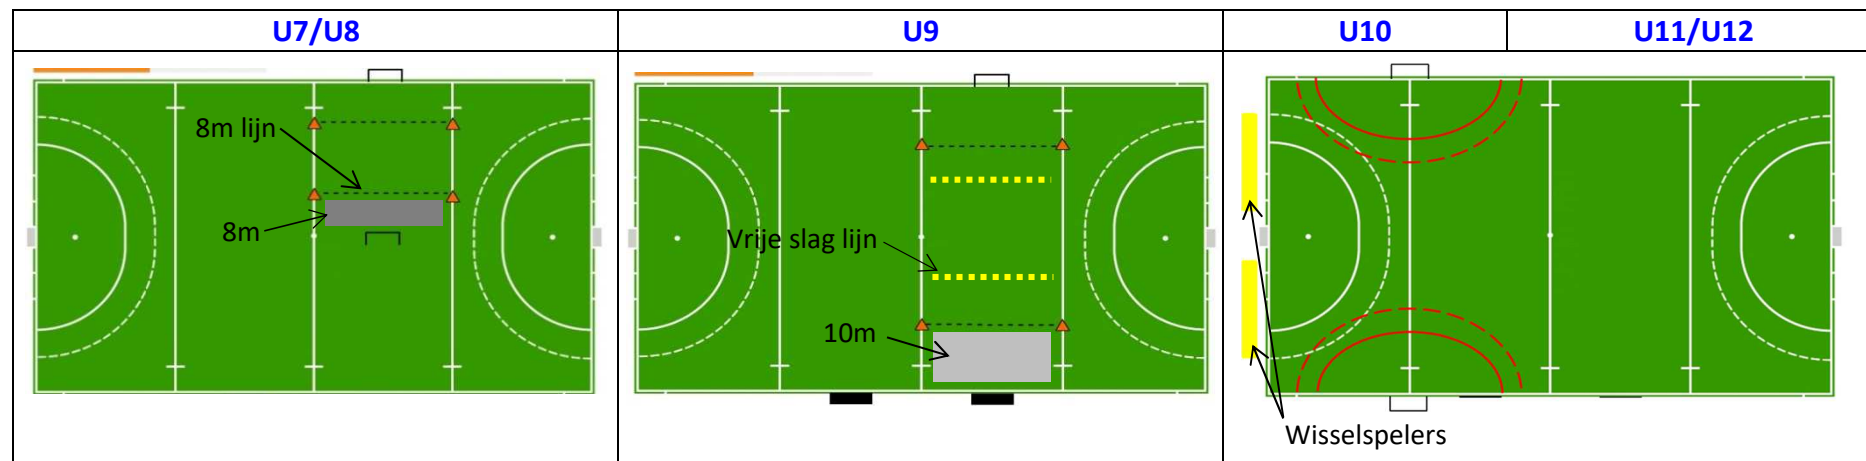 U7/U8
U9
U10
U11/U12
8m lijn
8m
Vrije slag lijn
10m
Wisselspelers